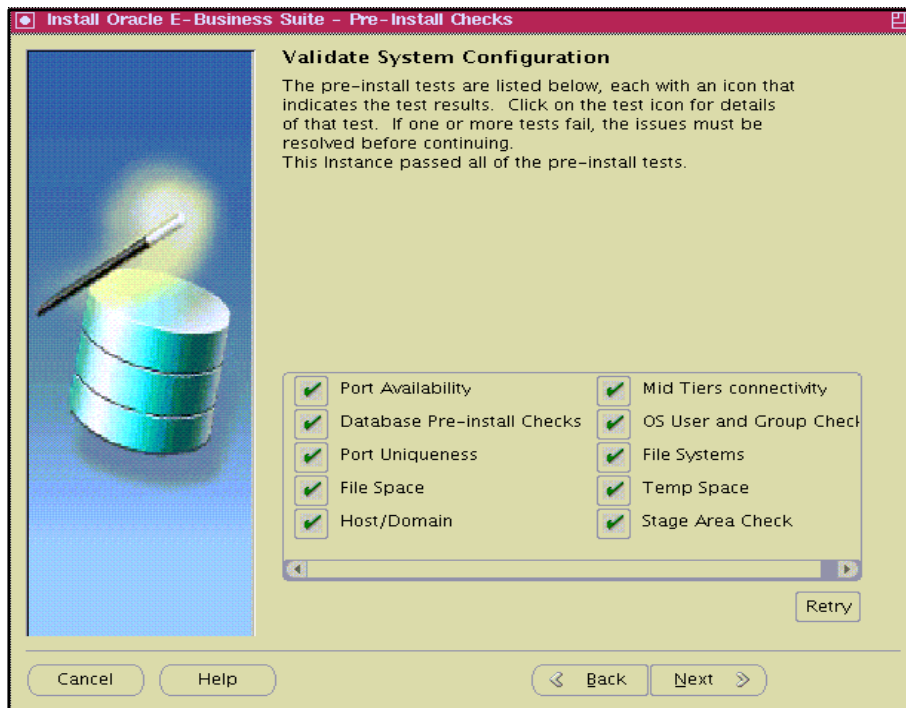 Install Oracle E-Business Suite - Pre-Install Checks
Validate System Configuration
The pre-install tests are listed below, each with an icon that
indicates the test results. Click on the test icon for details
of that test. If one or more tests fail, the issues must be
resolved before continuing.
This Instance passed all of the pre-install tests.
Port Availability
Mid Tiers connectivity
Database Pre-install Checks
OS User and Group Check
Port Uniqueness
File Systems
File Space
Temp Space
Host/Domain
Stage Area Check
Retry
Cancel
Help
Back
Next